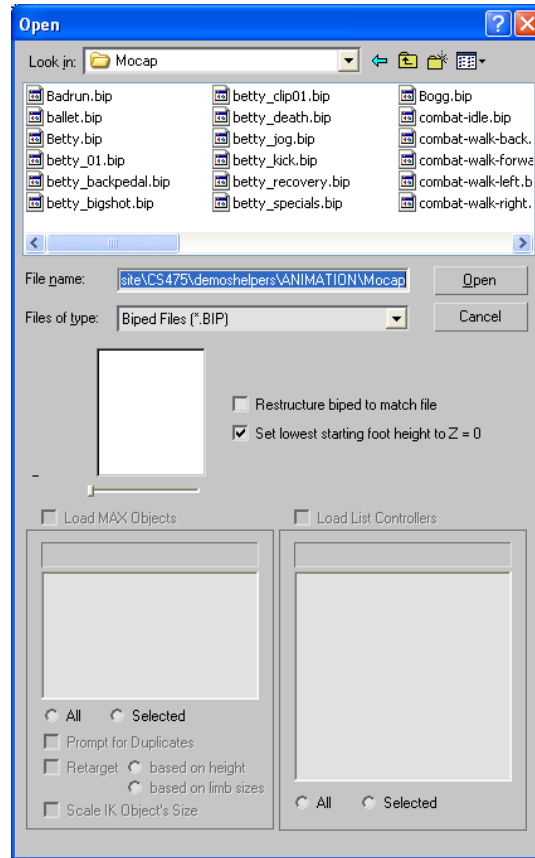 Open
Look in: Mocap
Badrun.bip
ballet.bip
Betty.bip
betty_01.bip
betty_backpedal.bip
betty_bigshot.bip
betty_clip01.bip
betty_death.bip
betty_jog.bip
betty_kick.bip
betty_recovery.bip
betty_specials.bip
Bogg.bip
combat-idle.bip
combat-walk-back.
combat-walk-forwa
combat-walk-left.b
combat-walk-right.
File name: site\CS475\demoshelpers\ANIMATION\Mocap Open
Files of type: Biped Files (*.BIP) Cancel
Restructure biped to match file
Set lowest starting foot height to Z = 0
Load MAX Objects
All Selected
Prompt for Duplicates
Retarget based on height
based on limb sizes
Scale IK Object's Size
Load List Controllers
All Selected